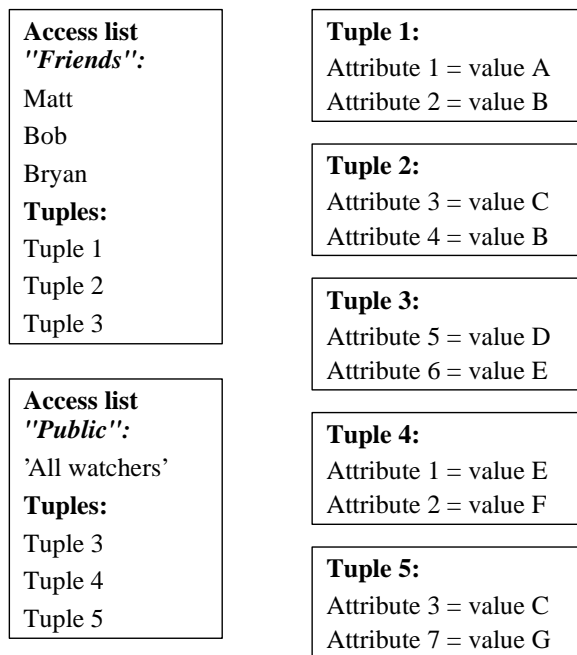 Access list
"Friends":
Matt
Bob
Bryan
Tuples:
Tuple 1
Tuple 2
Tuple 3
Access list
"Public":
’All watchers’
Tuples:
Tuple 3
Tuple 4
Tuple 5
Tuple 1:
Attribute 1 = value A
Attribute 2 = value B
Tuple 2:
Attribute 3 = value C
Attribute 4 = value B
Tuple 3:
Attribute 5 = value D
Attribute 6 = value E
Tuple 4:
Attribute 1 = value E
Attribute 2 = value F
Tuple 5:
Attribute 3 = value C
Attribute 7 = value G